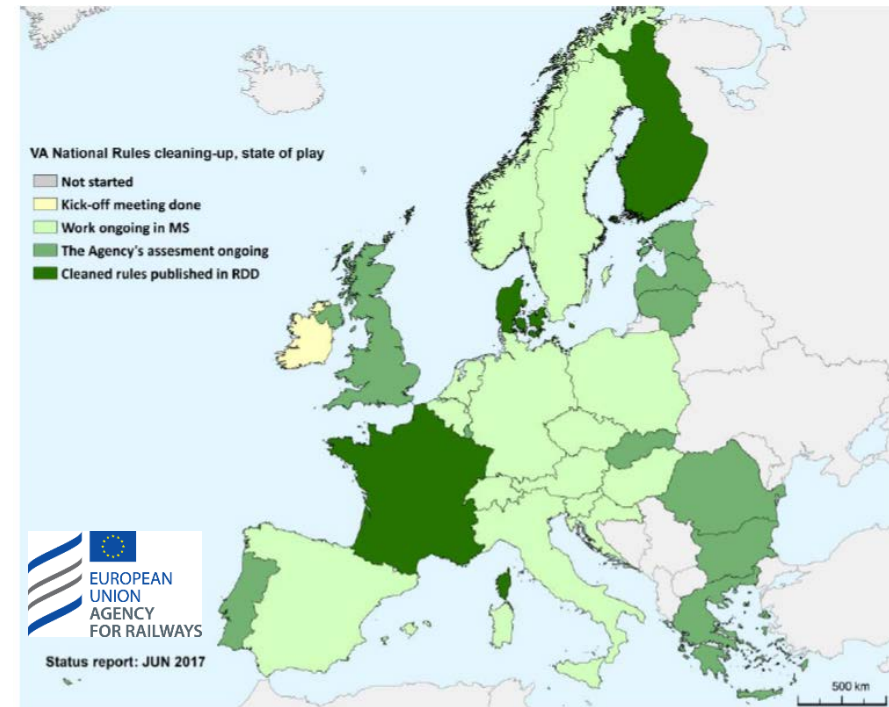 VA National Rules cleaning-up, state of play
Not started
Kick-off meeting done
Work ongoing in MS
The Agency's assesment ongoing
Cleaned rules published in RDD
EUROPEAN
UNION
AGENCY
FOR RAILWAYS
Status report: JUN 2017
500 km